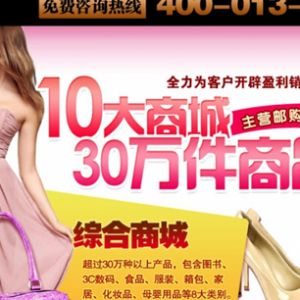 免费咨询热线 400-013-
全力为客户开辟盈利销
10大商城 主营邮购
30万件商品
综合商城
超过30万种以上产品，包含图书、
3C数码、食品、服装、箱包、家
居、化妆品、母婴用品等8大类别。